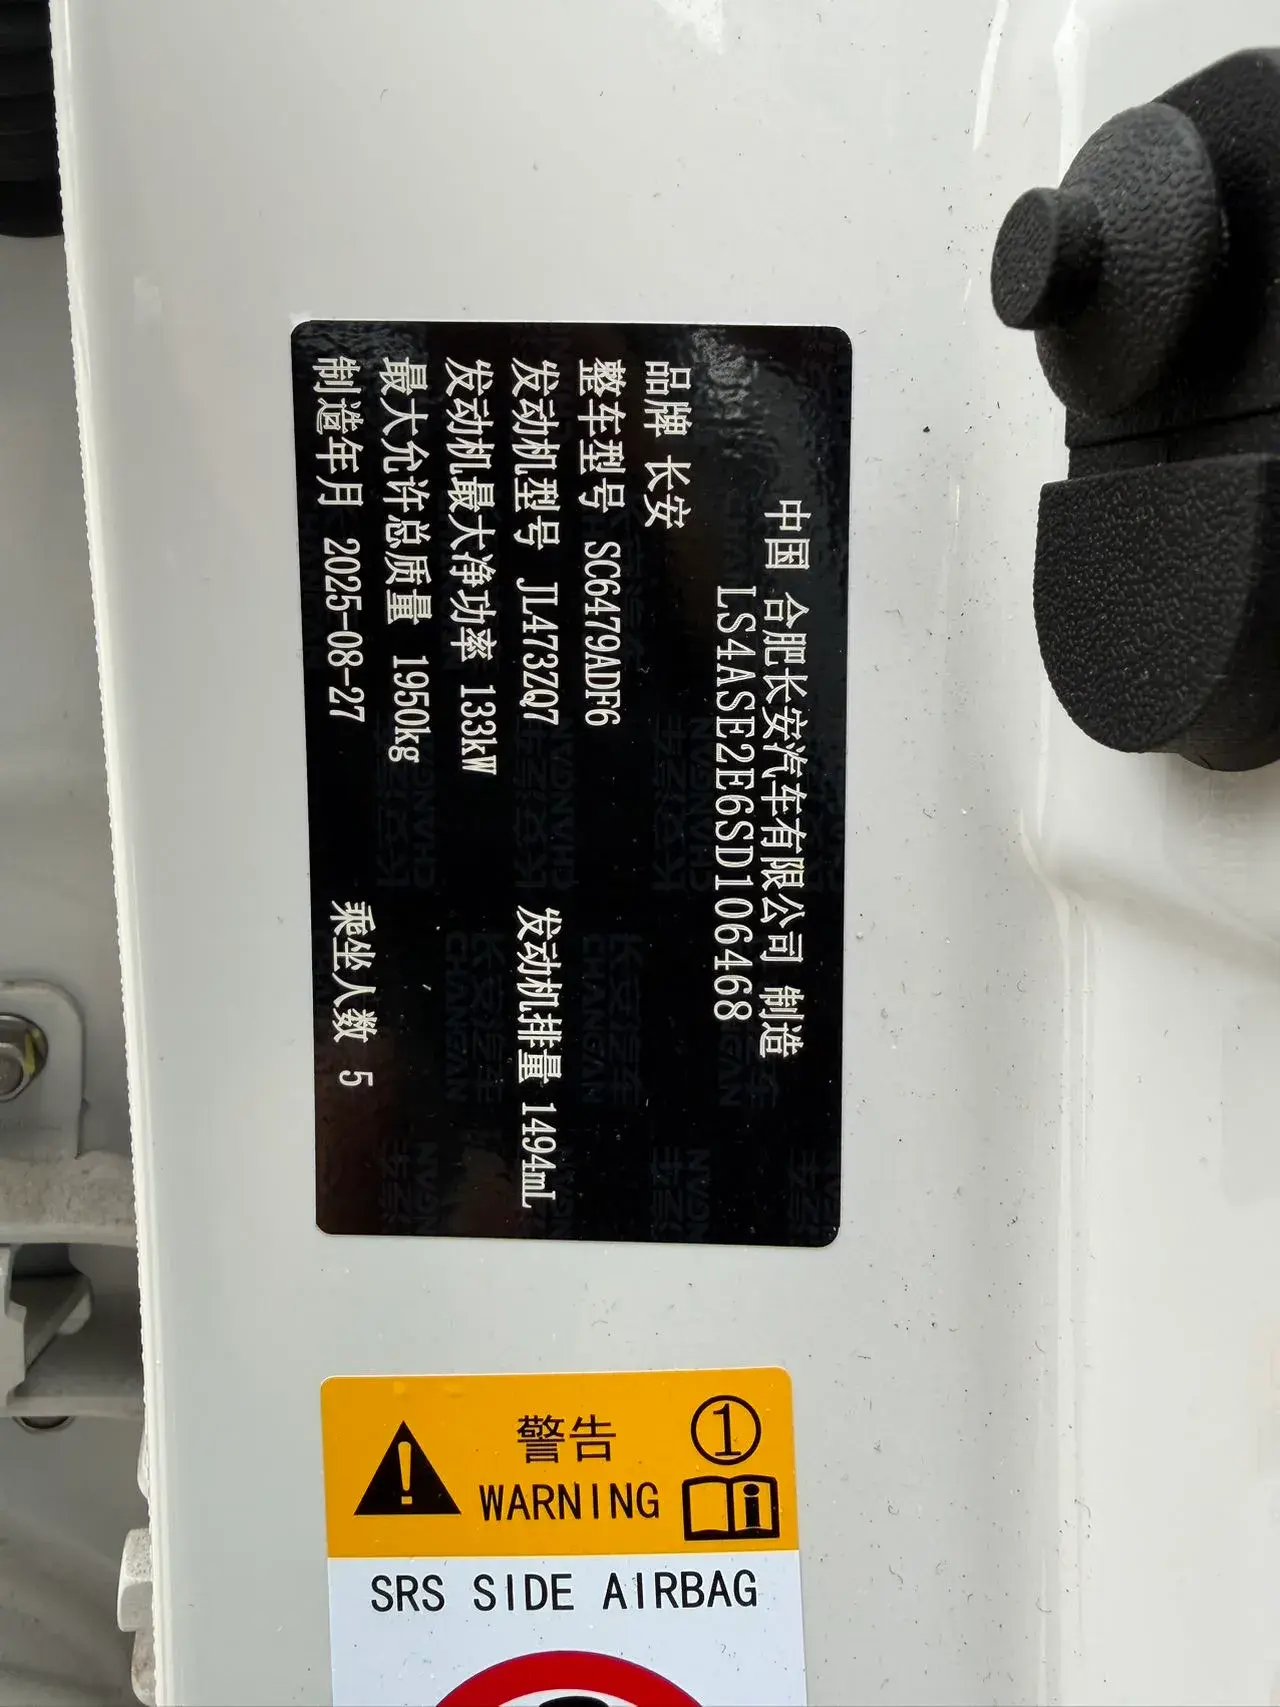 中国 合肥长安汽车有限公司 制造
LS4ASE2E6SD106468
品牌 长安
整车型号 SC6479ADF6
发动机型号 JL473ZQ7 发动机排量 1494mL
发动机最大净功率 133kW
最大允许总质量 1950kg
制造年月 2025-08-27 乘坐人数 5
警告 ①
WARNING
SRS SIDE AIRBAG